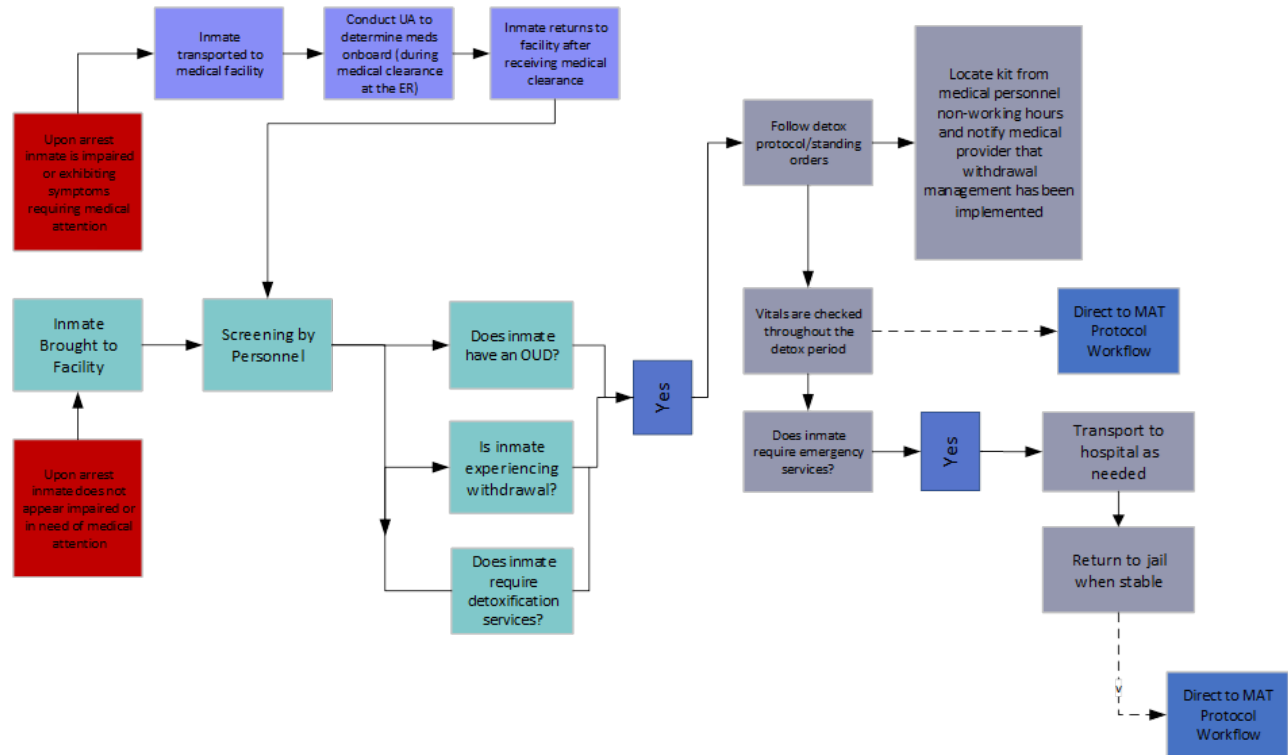 Inmate
transported to
medical facility
Conduct UA to
determine meds
onboard (during
medical clearance
at the ER)
Inmate returns to
facility after
receiving medical
clearance
Upon arrest
inmate is impaired
or exhibiting
symptoms
requiring medical
attention
Follow detox
protocol/standing
orders
Locate kit from
medical personnel
non-working hours
and notify medical
provider that
withdrawal
management has
been
implemented
Inmate
Brought to
Facility
Screening by
Personnel
Does inmate
have an OUD?
Yes
Vitals are checked
throughout the
detox period
Direct to MAT
Protocol
Workflow
Upon arrest
inmate does not
appear impaired or
in need of medical
attention
Is inmate
experiencing
withdrawal?
Does inmate
require
detoxification
services?
Does inmate
require emergency
services?
Yes
Transport to
hospital as
needed
Return to jail
when stable
v
Direct to MAT
Protocol
Workflow